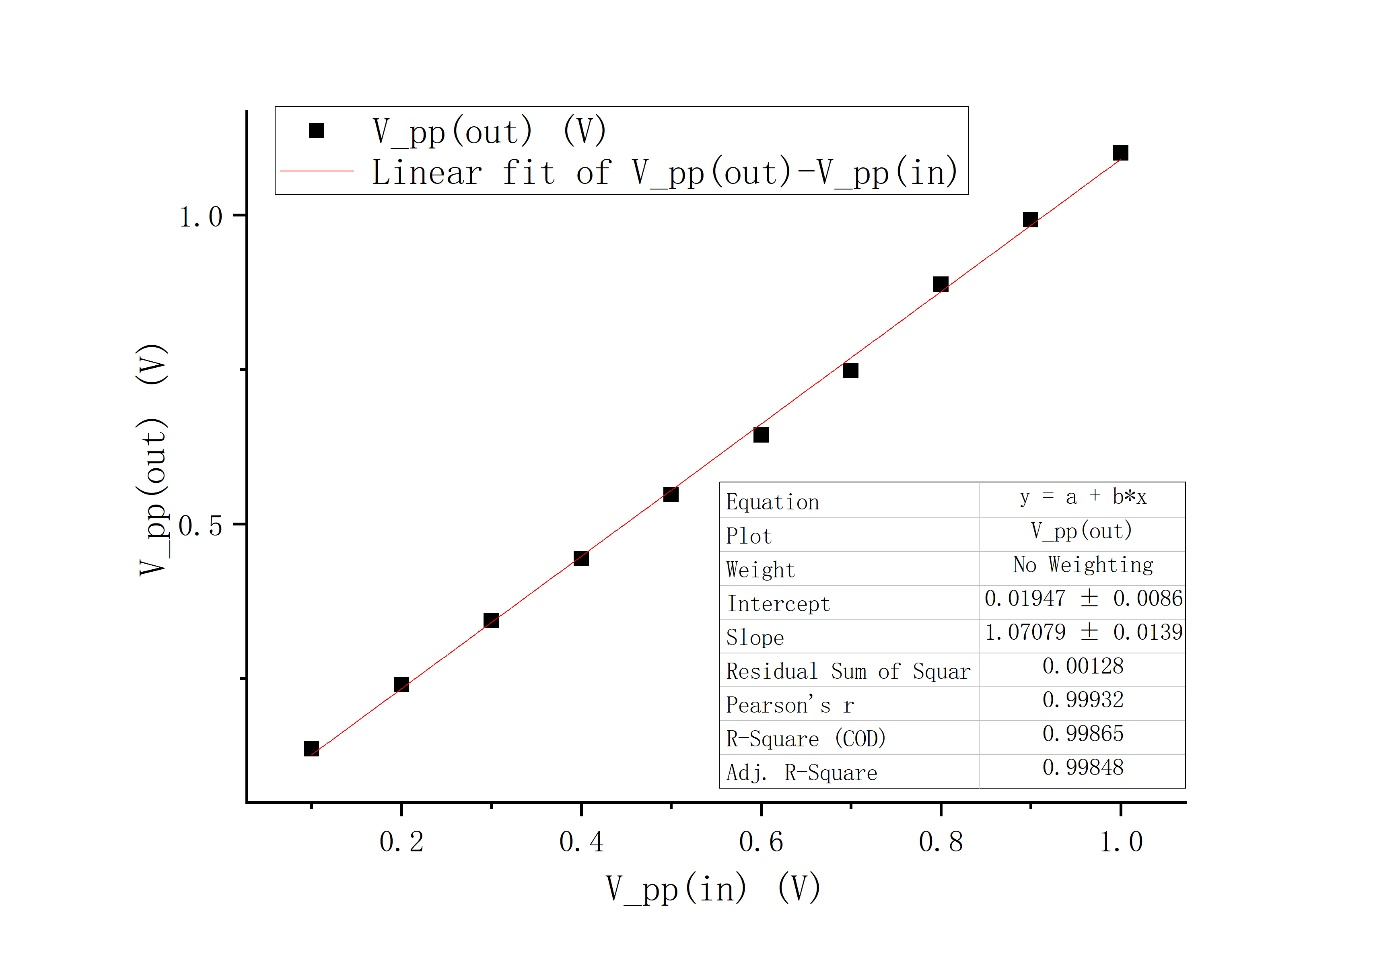 V_pp(out) (V)
Linear fit of V_pp(out)-V_pp(in)
1.0
0.5
V_pp(out) (V)
Equation y = a + b*x
Plot V_pp(out)
Weight No Weighting
Intercept 0.01947 ± 0.0086
Slope 1.07079 ± 0.0139
Residual Sum of Squar 0.00128
Pearson's r 0.99932
R-Square (COD) 0.99865
Adj. R-Square 0.99848
0.2 0.4 0.6 0.8 1.0
V_pp(in) (V)